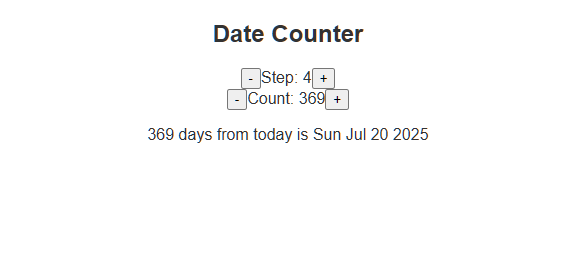 Date Counter
- Step: 4 +
- Count: 369 +
369 days from today is Sun Jul 20 2025